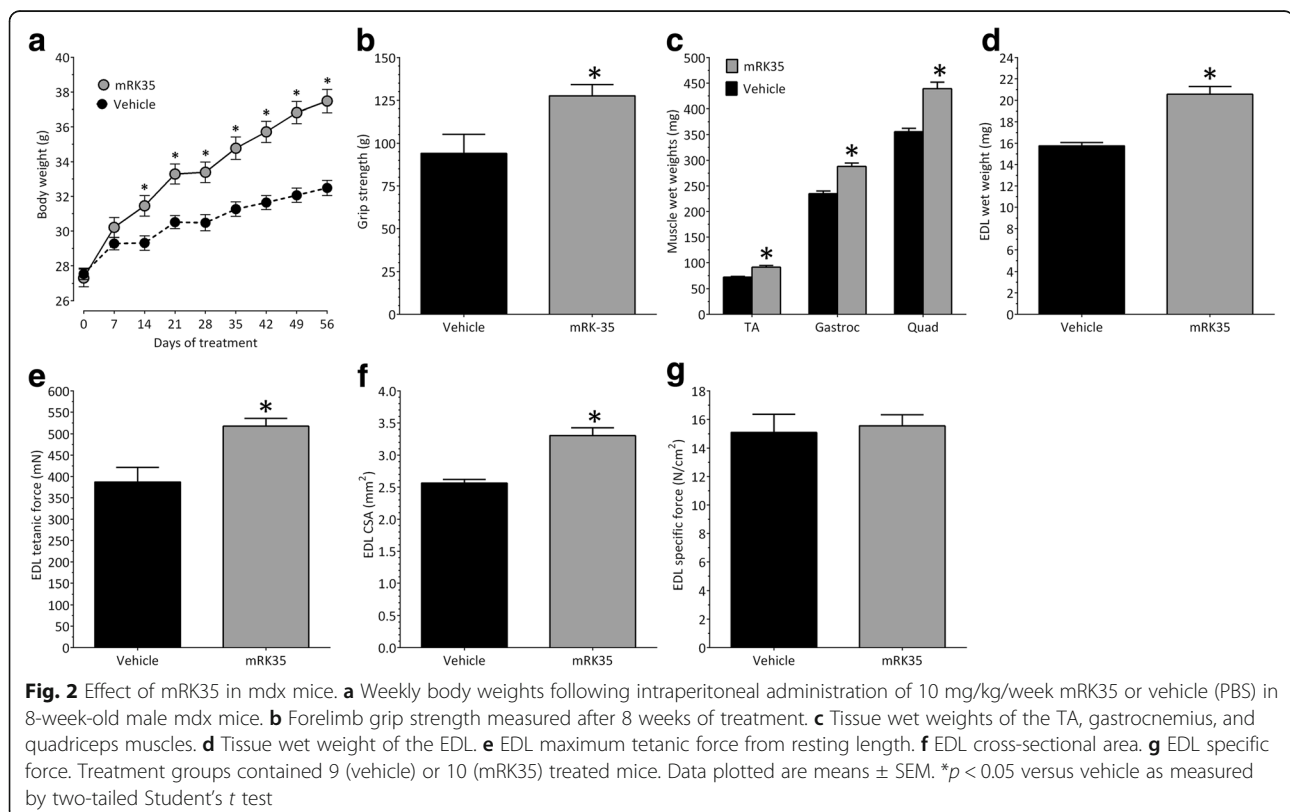 a
40
38
36
34
32
30
28
26
Body weight (g)
mRK35
Vehicle
* * * * * * *
0 7 14 21 28 35 42 49 56
Days of treatment
b
150
125
100
75
50
25
0
Grip strength (g)
*
Vehicle mRK-35
c
500
450
400
350
300
250
200
150
100
50
0
Muscle wet weights (mg)
mRK35
Vehicle
* * *
TA Gastroc Quad
d
24
22
20
18
16
14
12
10
8
6
4
2
0
EDL wet weight (mg)
*
Vehicle mRK35
e
600
550
500
450
400
350
300
250
200
150
100
50
0
EDL tetanic force (mN)
*
Vehicle mRK35
f
4.0
3.5
3.0
2.5
2.0
1.5
1.0
0.5
0.0
EDL CSA (mm²)
*
Vehicle mRK35
g
18
16
14
12
10
8
6
4
2
0
EDL specific force (N/cm²)
Vehicle mRK35
Fig. 2 Effect of mRK35 in mdx mice. a Weekly body weights following intraperitoneal administration of 10 mg/kg/week mRK35 or vehicle (PBS) in
8-week-old male mdx mice. b Forelimb grip strength measured after 8 weeks of treatment. c Tissue wet weights of the TA, gastrocnemius, and
quadriceps muscles. d Tissue wet weight of the EDL. e EDL maximum tetanic force from resting length. f EDL cross-sectional area. g EDL specific
force. Treatment groups contained 9 (vehicle) or 10 (mRK35) treated mice. Data plotted are means ± SEM. *p < 0.05 versus vehicle as measured
by two-tailed Student's t test